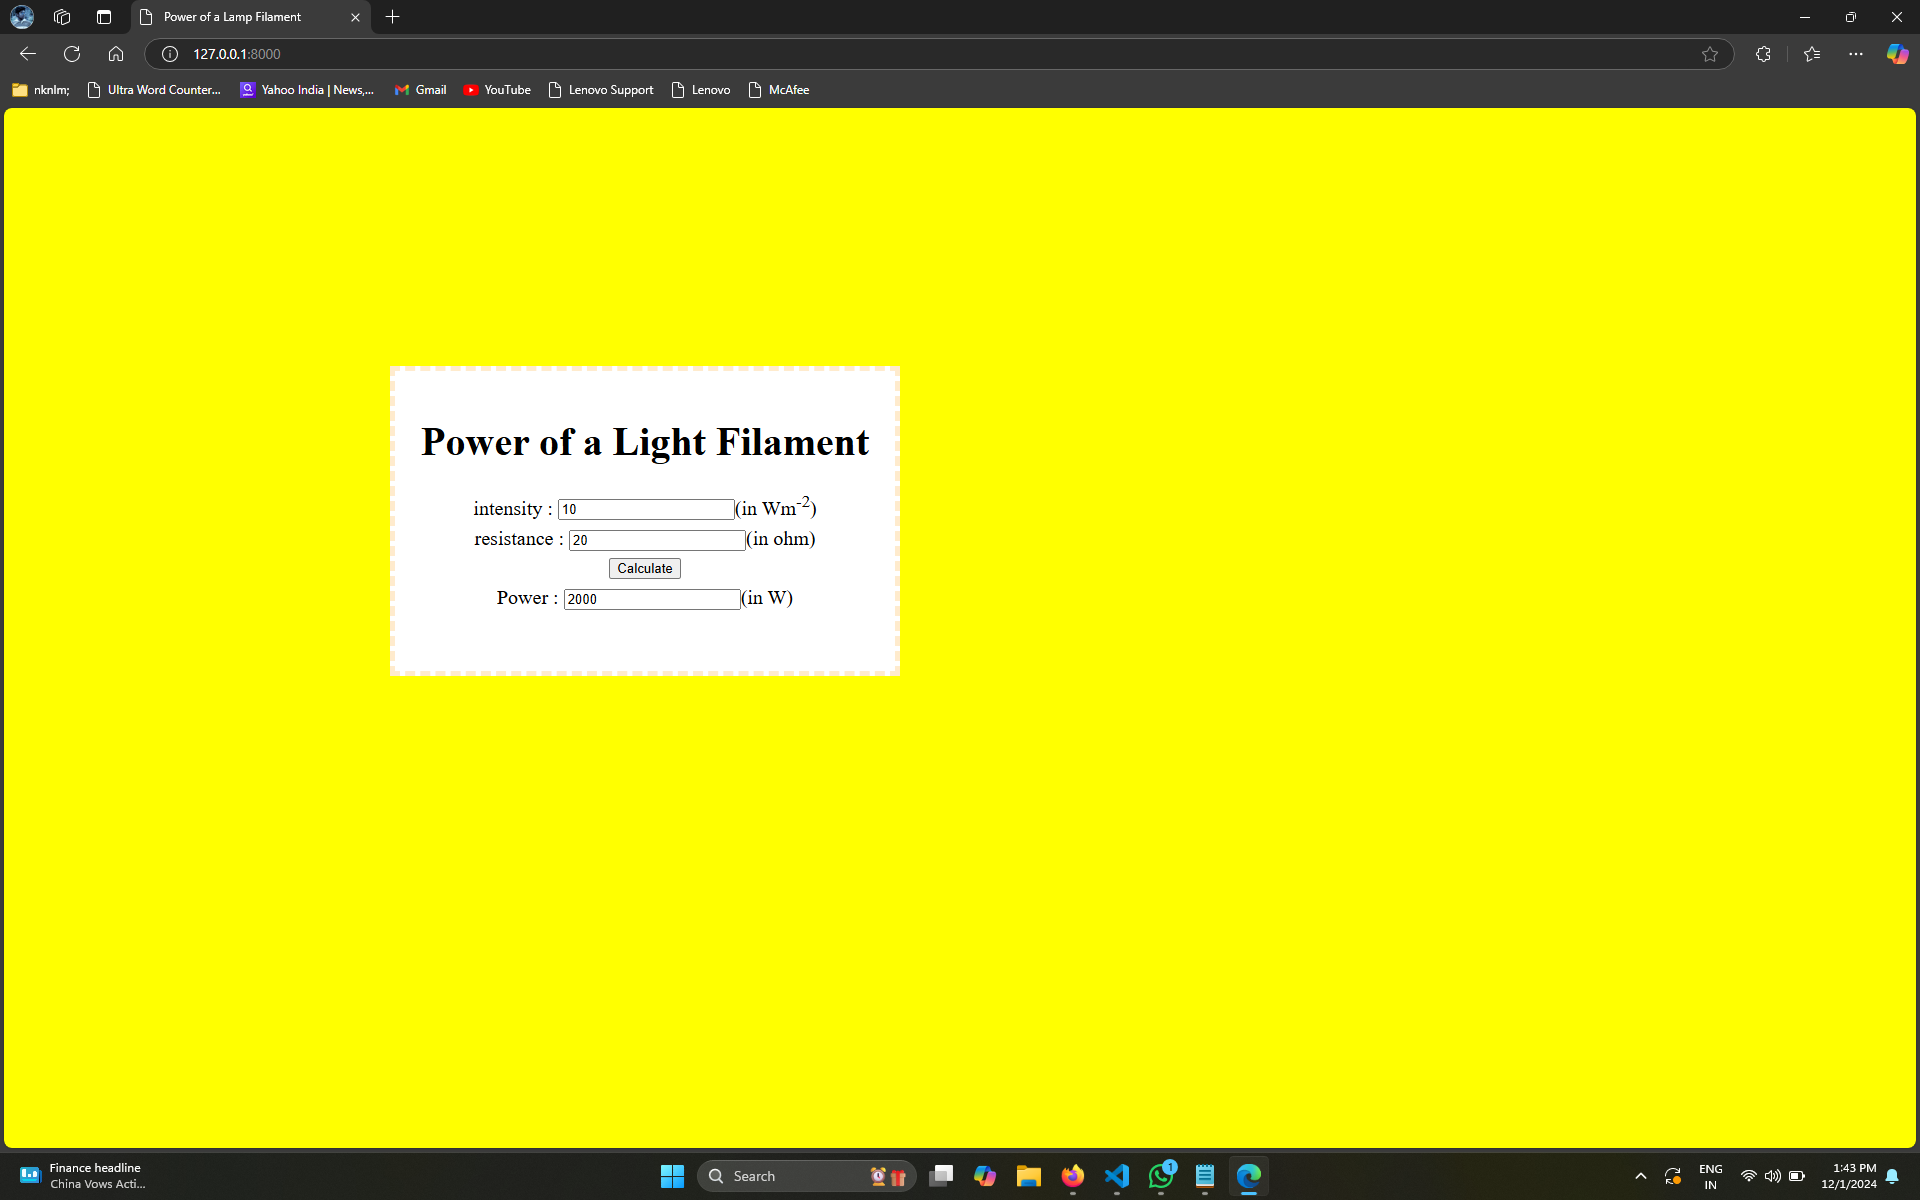 Power of a Lamp Filament
127.0.0.1:8000
nknlm; Ultra Word Counter... Yahoo India | News,... Gmail YouTube Lenovo Support Lenovo McAfee
Power of a Light Filament
intensity : 10 (in Wm-2)
resistance : 20 (in ohm)
Calculate
Power : 2000 (in W)
Finance headline
China Vows Acti...
Search
1
ENG
IN
1:43 PM
12/1/2024